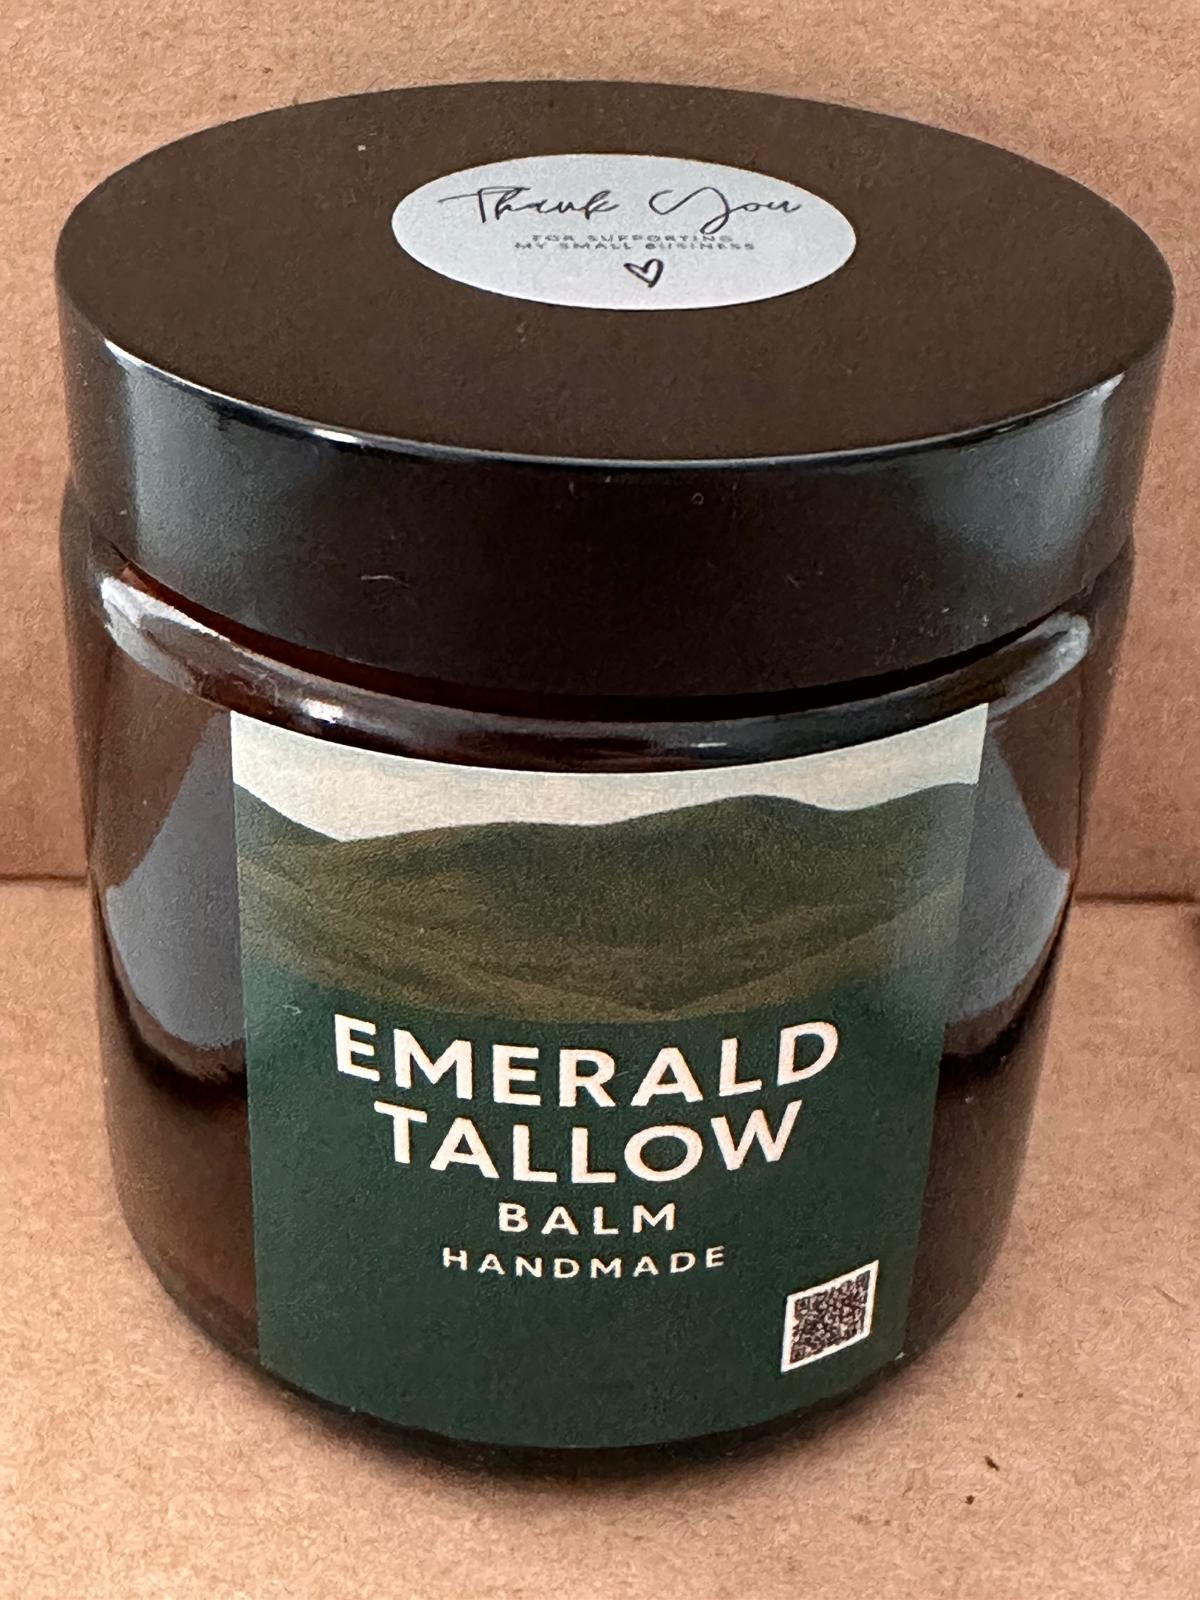 Thank You
FOR SUPPORTING
MY SMALL BUSINESS
EMERALD
TALLOW
BALM
HANDMADE